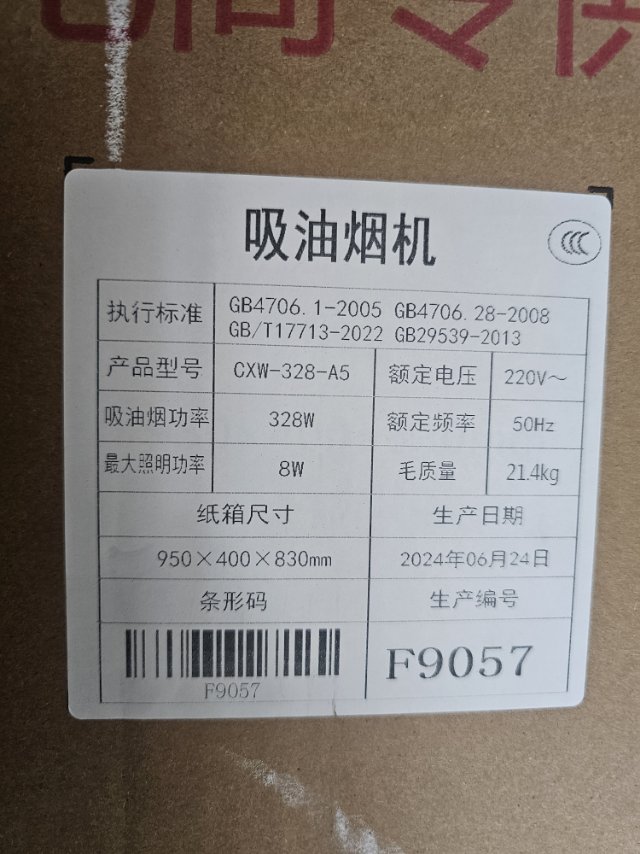 专供
吸油烟机
执行标准 GB4706.1-2005 GB4706.28-2008
GB/T17713-2022 GB29539-2013
产品型号 CXW-328-A5 额定电压 220V～
吸油烟功率 328W 额定频率 50Hz
最大照明功率 8W 毛质量 21.4kg
纸箱尺寸 生产日期
950×400×830mm 2024年06月24日
条形码 生产编号
F9057 F9057